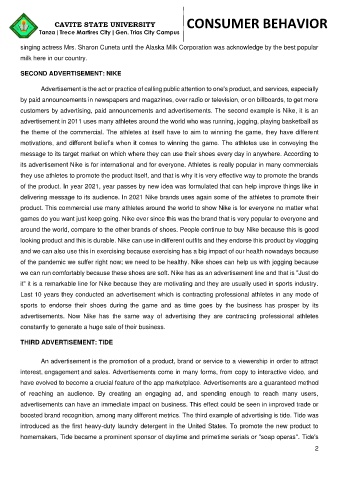 CAVITE STATE UNIVERSITY
Tanza | Trece Martires City | Gen. Trias City Campus
CONSUMER BEHAVIOR
singing actress Mrs. Sharon Cuneta until the Alaska Milk Corporation was acknowledge by the best popular
milk here in our country.
SECOND ADVERTISEMENT: NIKE
Advertisement is the act or practice of calling public attention to one's product, and services, especially
by paid announcements in newspapers and magazines, over radio or television, or on billboards, to get more
customers by advertising, paid announcements and advertisements. The second example is Nike, it is an
advertisement in 2011 uses many athletes around the world who was running, jogging, playing basketball as
the theme of the commercial. The athletes at itself have to aim to winning the game, they have different
motivations, and different belief's when it comes to winning the game. The athletes use in conveying the
message to its target market on which where they can use their shoes every day in anywhere. According to
its advertisement Nike is for international and for everyone. Athletes is really popular in many commercials
they use athletes to promote the product itself, and that is why it is very effective way to promote the brands
of the product. In year 2021, year passes by new idea was formulated that can help improve things like in
delivering message to its audience. In 2021 Nike brands uses again some of the athletes to promote their
product. This commercial use many athletes around the world to show Nike is for everyone no matter what
games do you want just keep going. Nike ever since this was the brand that is very popular to everyone and
around the world, compare to the other brands of shoes. People continue to buy Nike because this is good
looking product and this is durable. Nike can use in different outfits and they endorse this product by vlogging
and we can also use this in exercising because exercising has a big impact of our health nowadays because
of the pandemic we suffer right now; we need to be healthy. Nike shoes can help us with jogging because
we can run comfortably because these shoes are soft. Nike has as an advertisement line and that is "Just do
it" it is a remarkable line for Nike because they are motivating and they are usually used in sports industry.
Last 10 years they conducted an advertisement which is contracting professional athletes in any mode of
sports to endorse their shoes during the game and as time goes by the business has prosper by its
advertisements. Now Nike has the same way of advertising they are contracting professional athletes
constantly to generate a huge sale of their business.
THIRD ADVERTISEMENT: TIDE
An advertisement is the promotion of a product, brand or service to a viewership in order to attract
interest, engagement and sales. Advertisements come in many forms, from copy to interactive video, and
have evolved to become a crucial feature of the app marketplace. Advertisements are a guaranteed method
of reaching an audience. By creating an engaging ad, and spending enough to reach many users,
advertisements can have an immediate impact on business. This effect could be seen in improved trade or
boosted brand recognition, among many different metrics. The third example of advertising is tide. Tide was
introduced as the first heavy-duty laundry detergent in the United States. To promote the new product to
homemakers, Tide became a prominent sponsor of daytime and primetime serials or "soap operas". Tide's
2